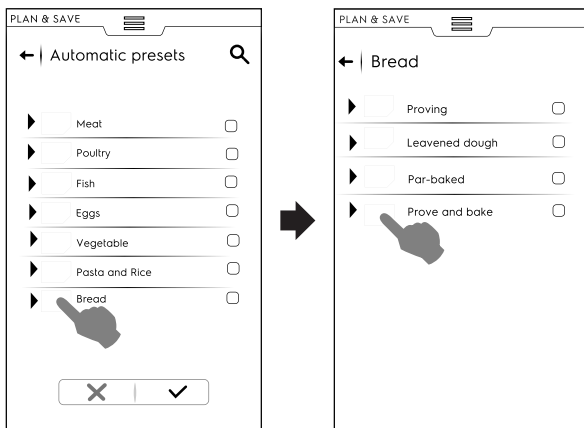 PLAN & SAVE
Automatic presets
Meat
Poultry
Fish
Eggs
Vegetable
Pasta and Rice
Bread
PLAN & SAVE
Bread
Proving
Leavened dough
Par-baked
Prove and bake